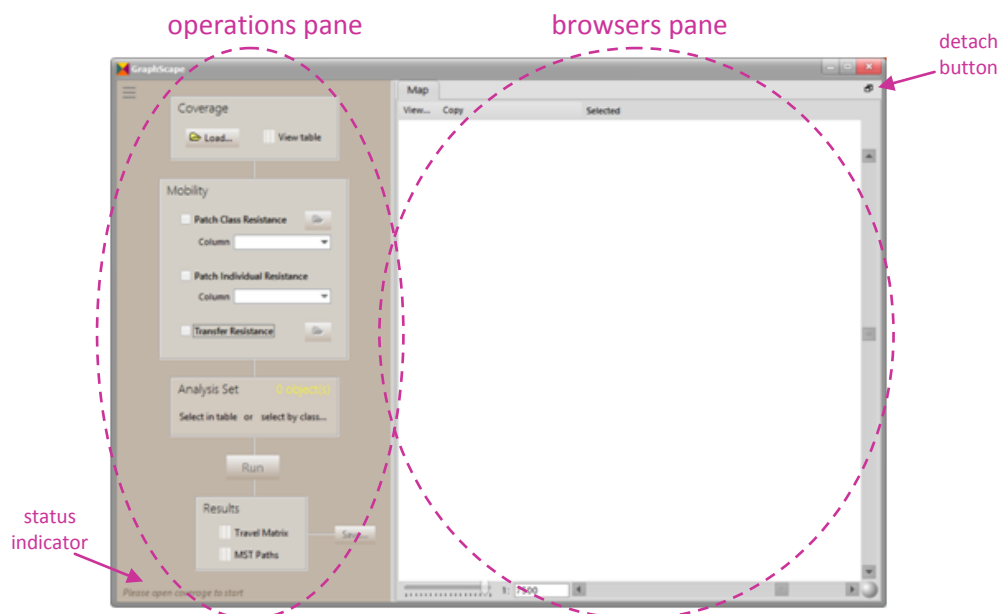 operations pane
browsers pane
detach
button
GraphScape
Map
View... Copy Selected
Coverage
Load... View table
Mobility
Patch Class Resistance
Column
Patch Individual Resistance
Column
Transfer Resistance
Analysis Set 0 object(s)
Select in table or select by class...
Run
Results
Travel Matrix
Save...
MST Paths
status
indicator
Please open coverage to start
1: 7500